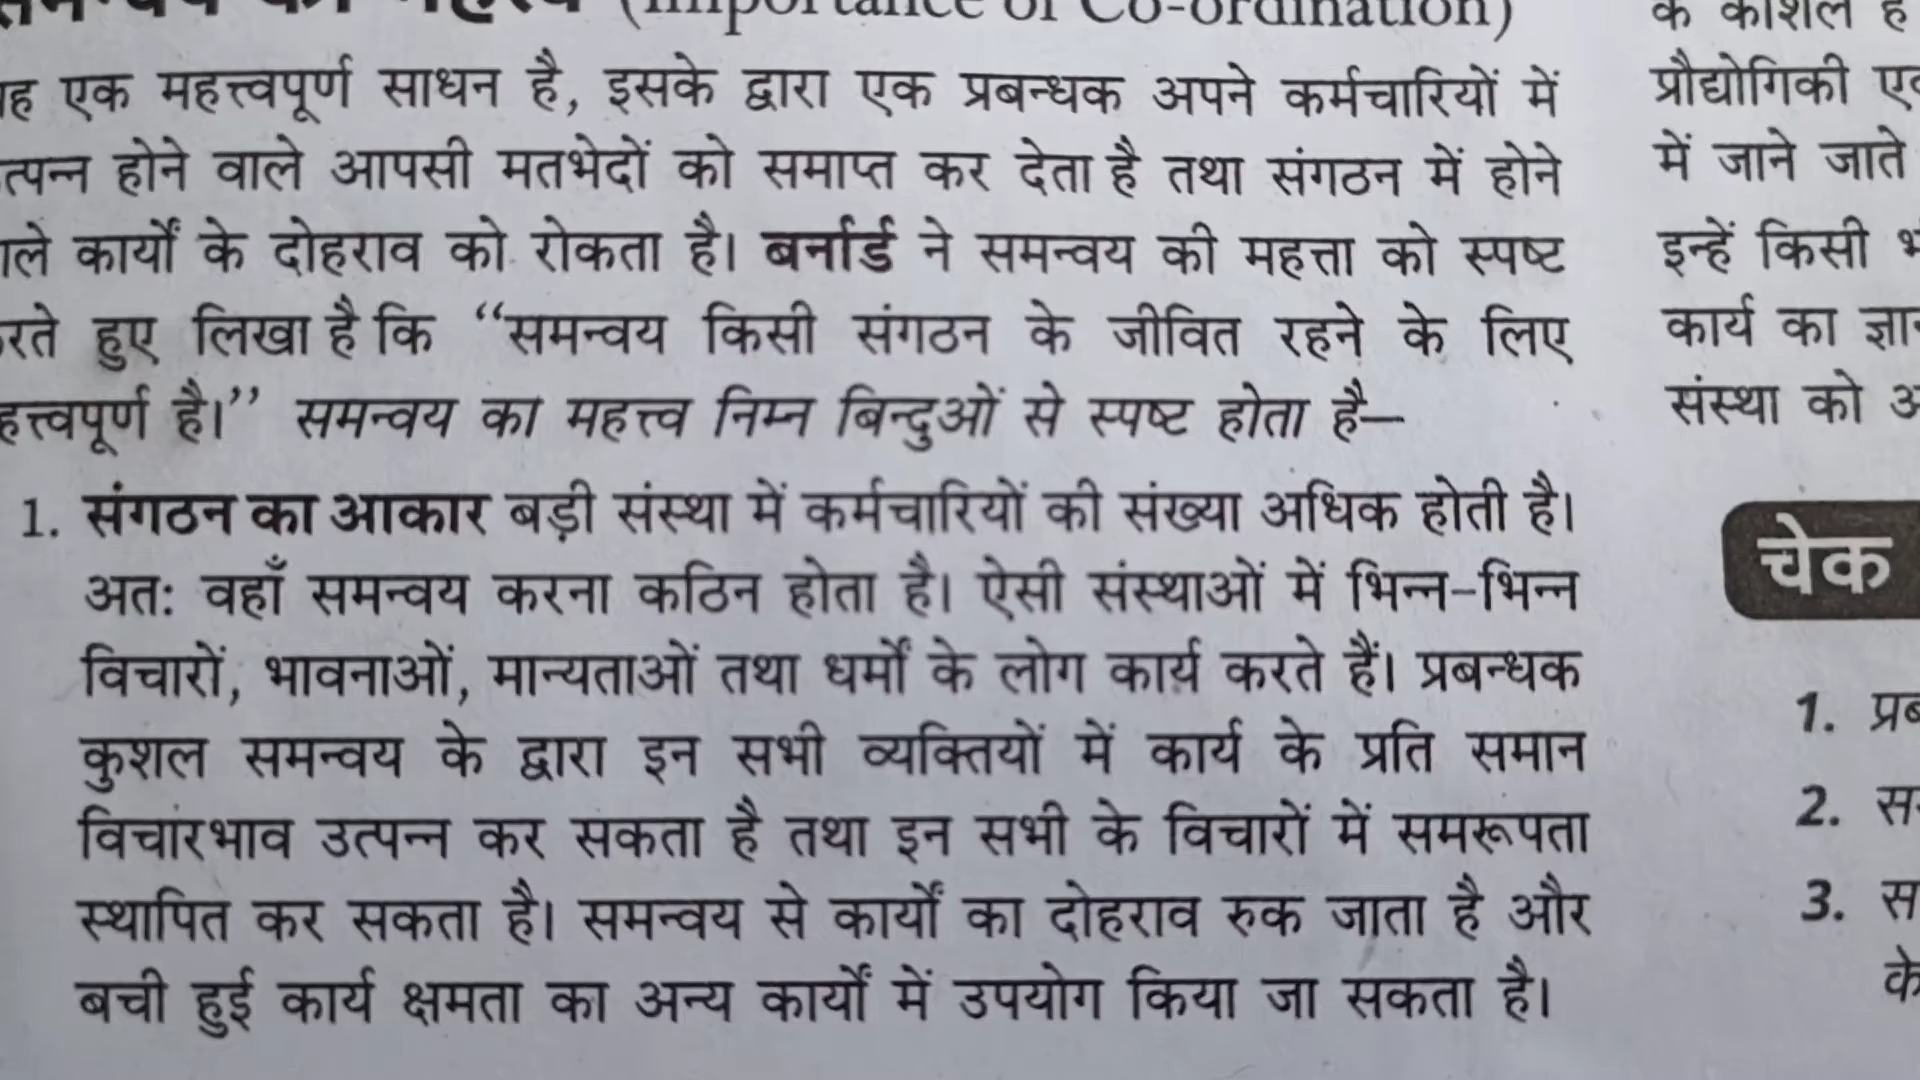 (Importance of Co-ordination)
एक महत्त्वपूर्ण साधन है, इसके द्वारा एक प्रबन्धक अपने कर्मचारियों में
होने वाले आपसी मतभेदों को समाप्त कर देता है तथा संगठन में होने
कार्यों के दोहराव को रोकता है। बर्नार्ड ने समन्वय की महत्ता को स्पष्ट
हुए लिखा है कि “समन्वय किसी संगठन के जीवित रहने के लिए
है।” समन्वय का महत्त्व निम्न बिन्दुओं से स्पष्ट होता है—
1. संगठन का आकार बड़ी संस्था में कर्मचारियों की संख्या अधिक होती है।
अतः वहाँ समन्वय करना कठिन होता है। ऐसी संस्थाओं में भिन्न-भिन्न
विचारों, भावनाओं, मान्यताओं तथा धर्मों के लोग कार्य करते हैं। प्रबन्धक
कुशल समन्वय के द्वारा इन सभी व्यक्तियों में कार्य के प्रति समान
विचारभाव उत्पन्न कर सकता है तथा इन सभी के विचारों में समरूपता
स्थापित कर सकता है। समन्वय से कार्यों का दोहराव रुक जाता है और
बची हुई कार्य क्षमता का अन्य कार्यों में उपयोग किया जा सकता है।
के कौशल
प्रौद्योगिकी
में जाने जाते
इन्हें किसी
कार्य का
संस्था को
चेक
1.
2.
3.
के